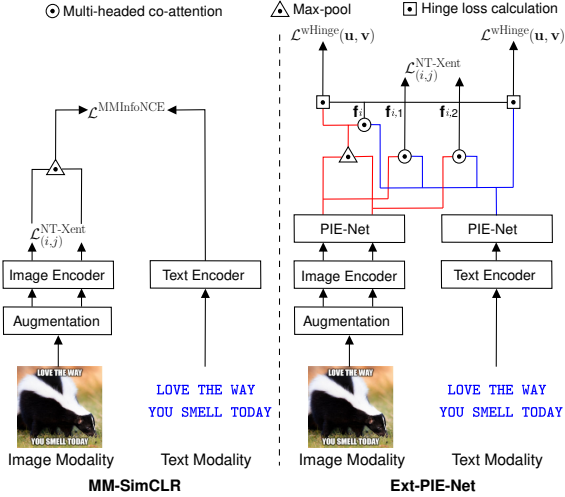 Multi-headed co-attention
Max-pool
Hinge loss calculation
ℒ^MMInfoNCE
ℒ^NT-Xent_(i,j)
Image Encoder
Text Encoder
Augmentation
LOVE THE WAY
YOU SMELL TODAY
LOVE THE WAY
YOU SMELL TODAY
Image Modality
Text Modality
MM-SimCLR
ℒ^wHinge(u, v)
ℒ^wHinge(u, v)
ℒ^NT-Xent_(i,j)
f_i
f_i,1
f_i,2
PIE-Net
PIE-Net
Image Encoder
Text Encoder
Augmentation
LOVE THE WAY
YOU SMELL TODAY
LOVE THE WAY
YOU SMELL TODAY
Image Modality
Text Modality
Ext-PIE-Net